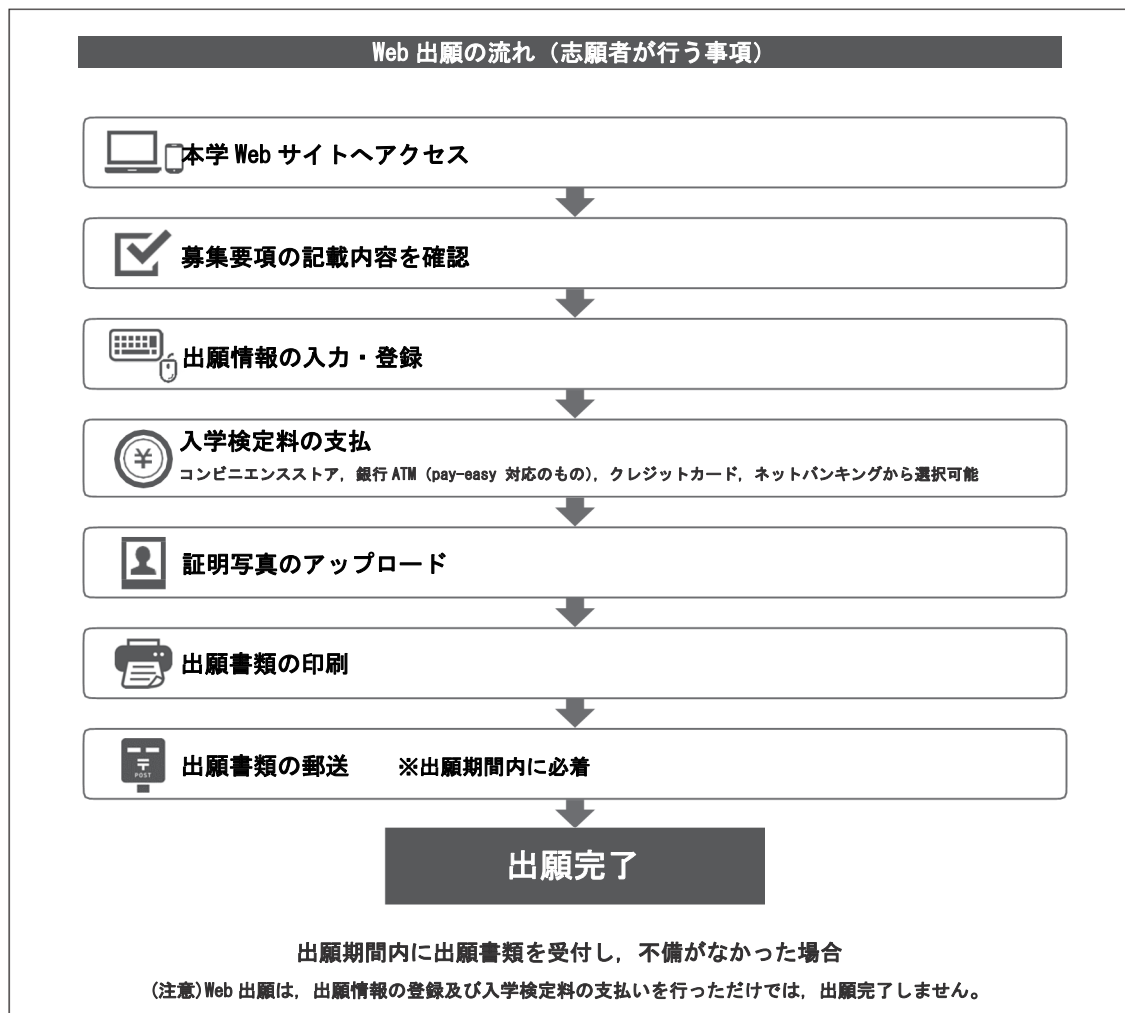 Web 出願の流れ（志願者が行う事項）
本学 Web サイトへアクセス
募集要項の記載内容を確認
出願情報の入力・登録
¥
入学検定料の支払
コンビニエンスストア，銀行 ATM（pay-easy 対応のもの），クレジットカード，ネットバンキングから選択可能
証明写真のアップロード
出願書類の印刷
〒
POST
出願書類の郵送　　※出願期間内に必着
出願完了
出願期間内に出願書類を受付し，不備がなかった場合
(注意)Web 出願は，出願情報の登録及び入学検定料の支払いを行っただけでは，出願完了しません。